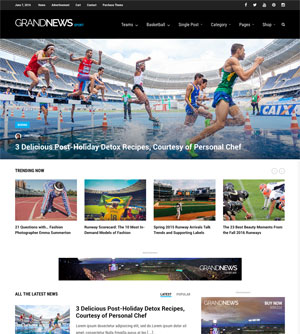 June 7, 2016 Home Advertisement Cart Contact Purchase Theme
GRANDNEWS SPORT
Teams Basketball Single Post Category Pages Shop
CAIXA
3 Delicious Post-Holiday Detox Recipes, Courtesy of Personal Chef
TRENDING NOW
21 Questions with... Fashion
Photographer Emma Summerton
Runway Scorecard: The 10 Most In-
Demand Models of Fashion
Spring 2015 Runway Arrivals Talk
Trends and Supporting Labels
The 23 Best Beauty Moments From
the Fall 2016 Runways
GRANDNEWS
ALL THE LATEST NEWS
LATEST POPULAR
3 Delicious Post-Holiday Detox Recipes,
Courtesy of Personal Chef
GRANDNEWS
BUY NOW